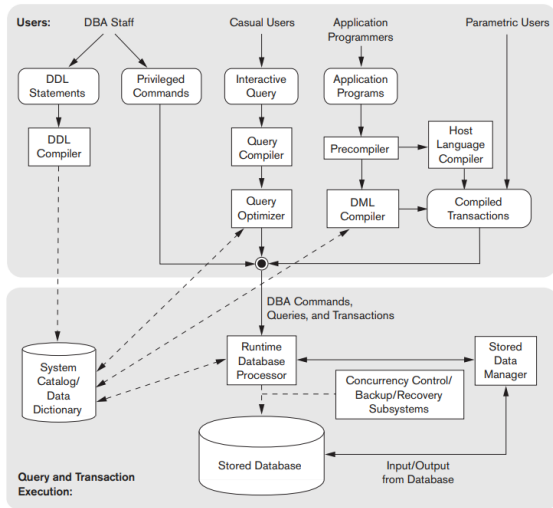 Users:
DBA Staff
Casual Users
Application
Programmers
Parametric Users
DDL
Statements
Privileged
Commands
Interactive
Query
Application
Programs
DDL
Compiler
Query
Compiler
Precompiler
Host
Language
Compiler
Query
Optimizer
DML
Compiler
Compiled
Transactions
DBA Commands,
Queries, and Transactions
System
Catalog/
Data
Dictionary
Runtime
Database
Processor
Stored
Data
Manager
Concurrency Control/
Backup/Recovery
Subsystems
Stored Database
Input/Output
from Database
Query and Transaction
Execution: